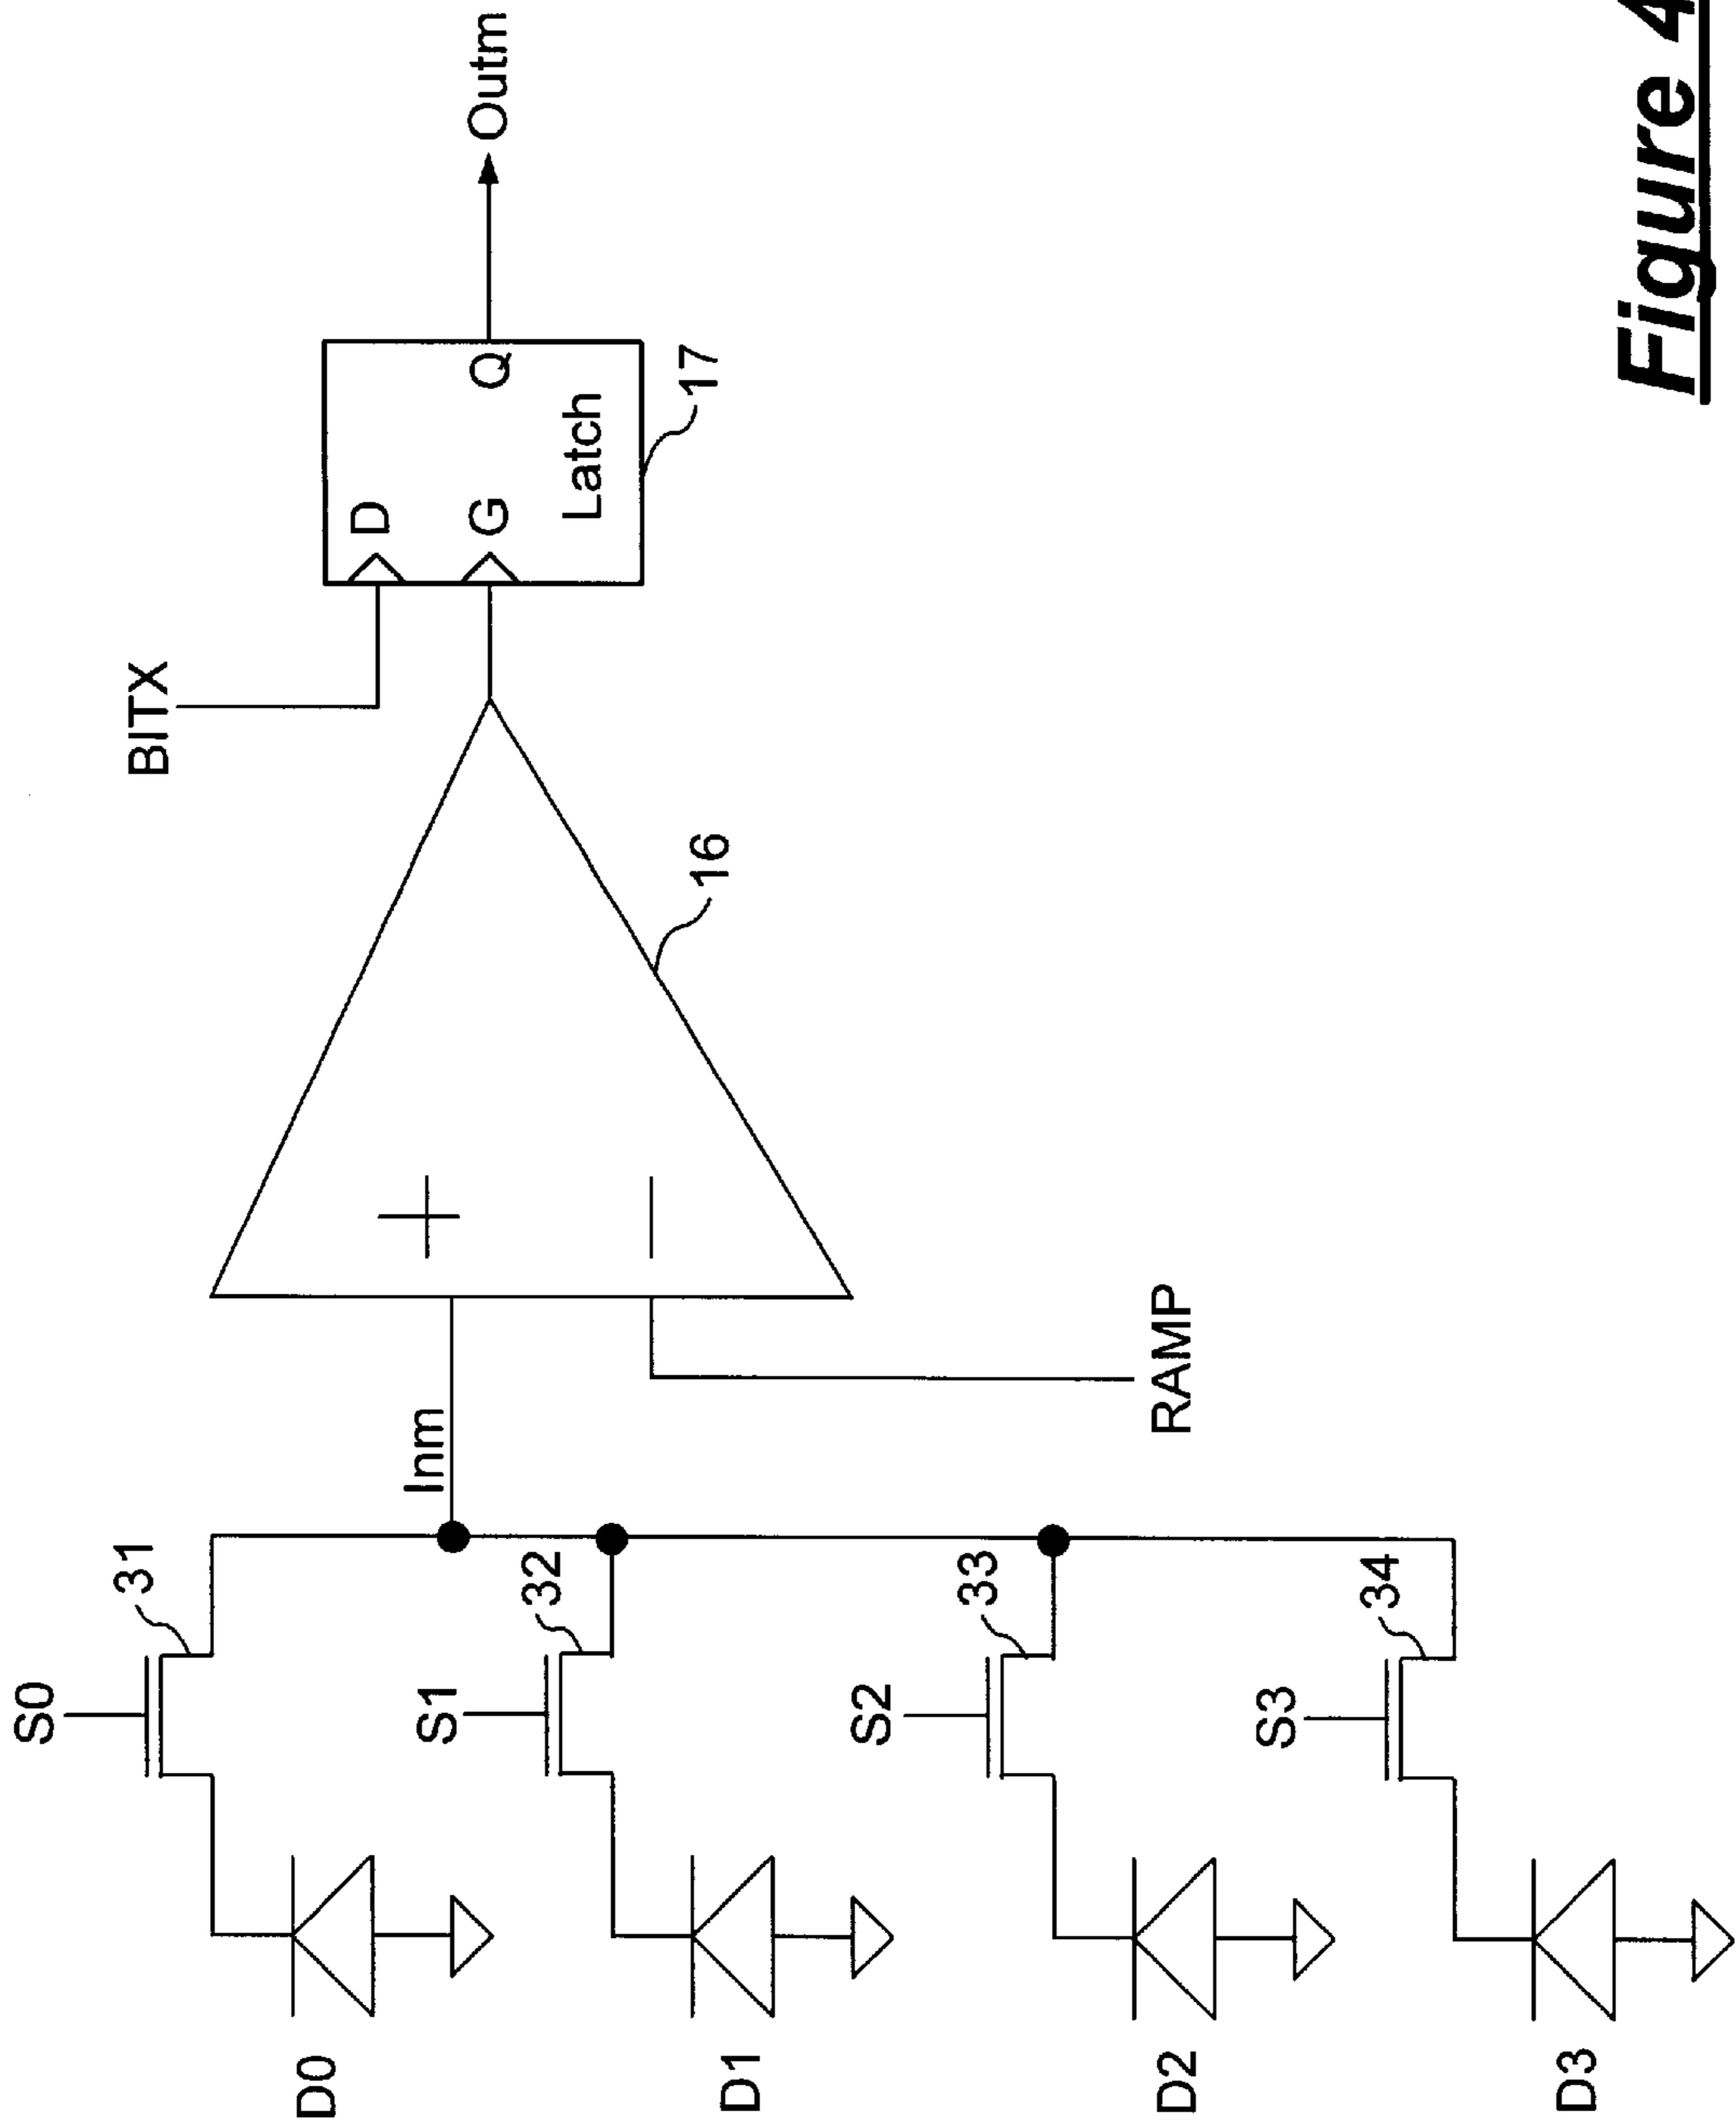 S0
31
D0
S1
32
D1
S2
33
D2
S3
34
D3
Inm
RAMP
+
−
16
BITX
D
G
Q
Latch
17
Outm
Figure 4